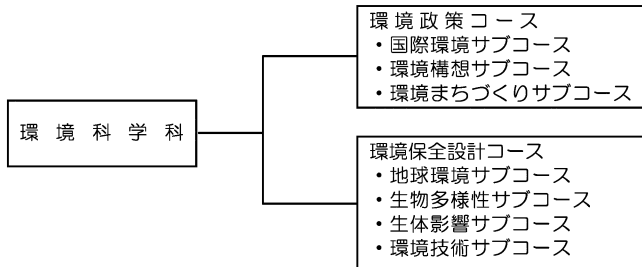 環境科学科
環境政策コース
・国際環境サブコース
・環境構想サブコース
・環境まちづくりサブコース
環境保全設計コース
・地球環境サブコース
・生物多様性サブコース
・生体影響サブコース
・環境技術サブコース